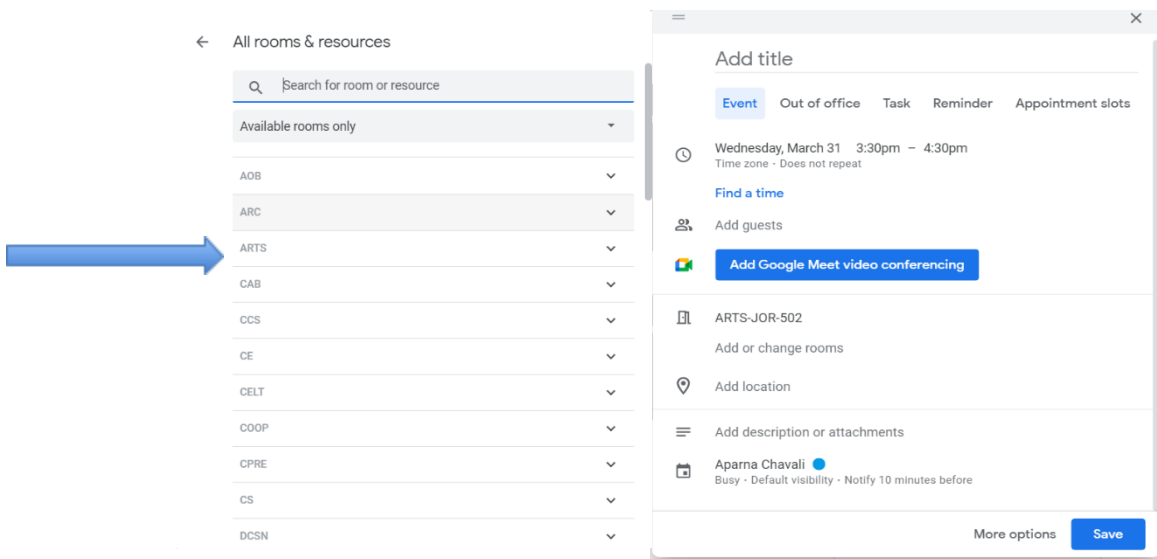 All rooms & resources
Search for room or resource
Available rooms only
AOB
ARC
ARTS
CAB
CCS
CE
CELT
COOP
CPRE
CS
DCSN
Add title
Event Out of office Task Reminder Appointment slots
Wednesday, March 31 3:30pm – 4:30pm
Time zone · Does not repeat
Find a time
Add guests
Add Google Meet video conferencing
ARTS-JOR-502
Add or change rooms
Add location
Add description or attachments
Aparna Chavali
Busy · Default visibility · Notify 10 minutes before
More options Save